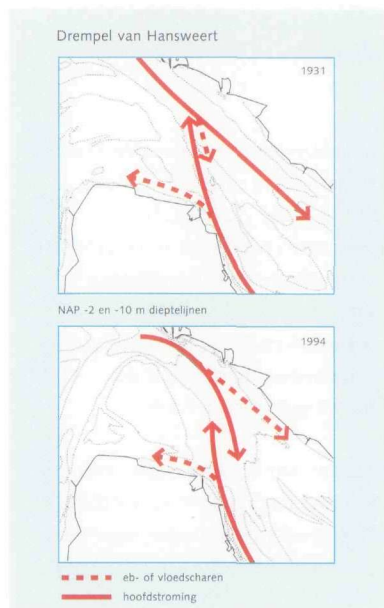 Drempel van Hansweert
1931
NAP -2 en -10 m dieptelijnen
1994
eb- of vloedscharen
hoofdstroming